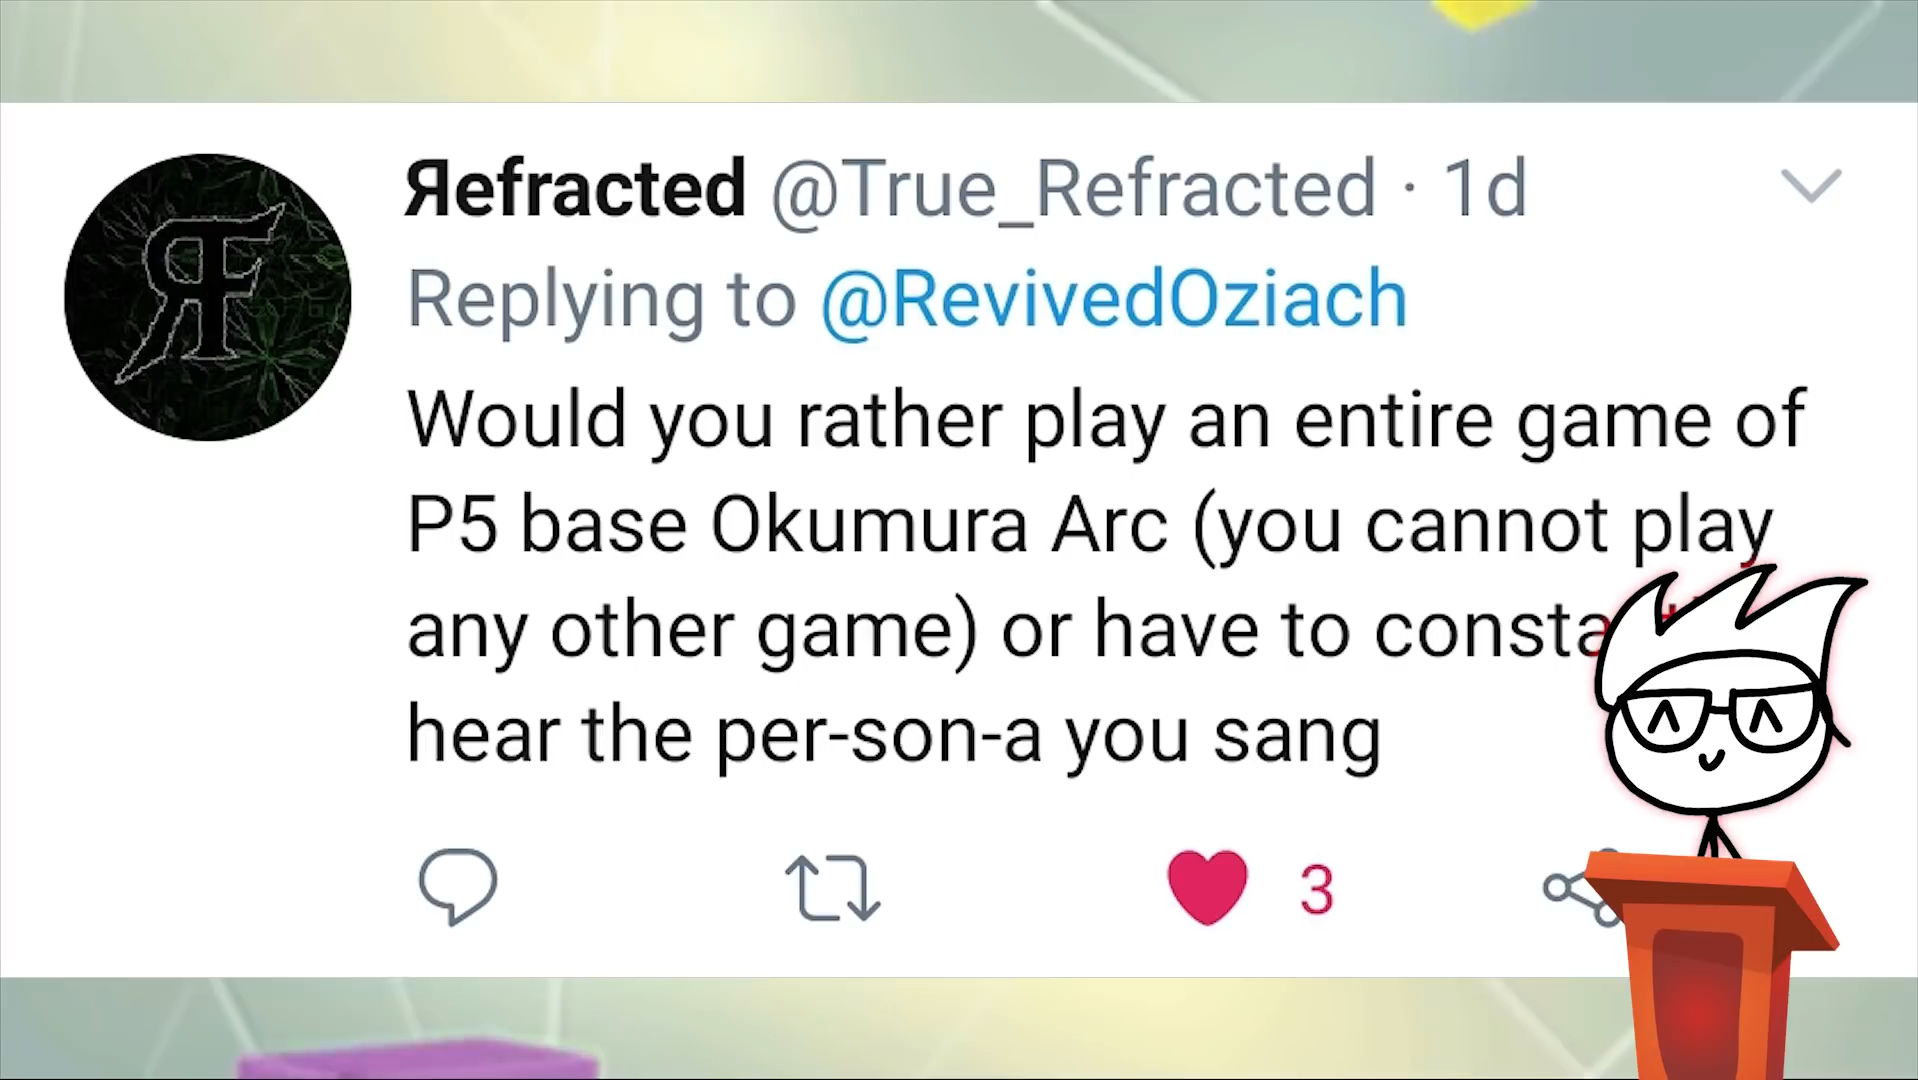 Яefracted @True_Refracted · 1d
Replying to @RevivedOziach
Would you rather play an entire game of
P5 base Okumura Arc (you cannot play
any other game) or have to
hear the per-son-a you sang
3